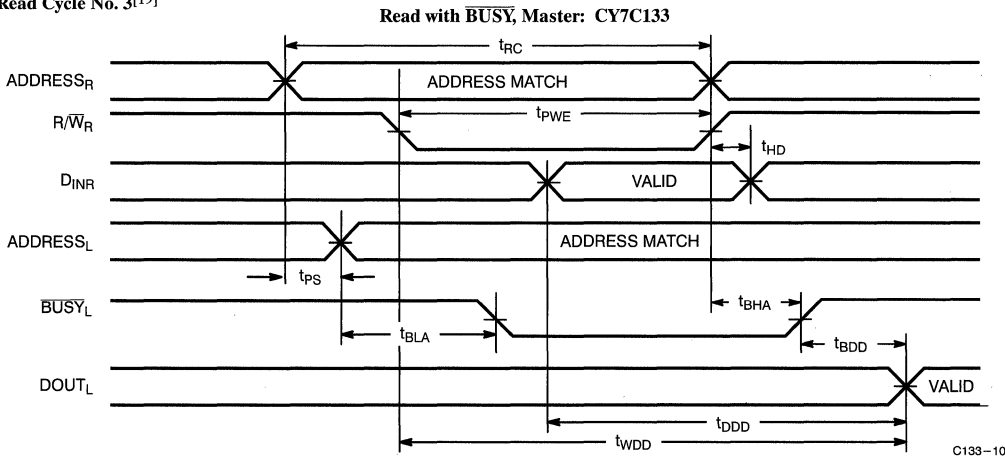 Read Cycle No. 3[19]
Read with BUSY, Master: CY7C133
tRC
ADDRESSR
ADDRESS MATCH
R/WR
tPWE
tHD
DINR
VALID
ADDRESSL
ADDRESS MATCH
tPS
BUSYL
tBHA
tBLA
tBDD
DOUTL
VALID
tDDD
tWDD
C133-10